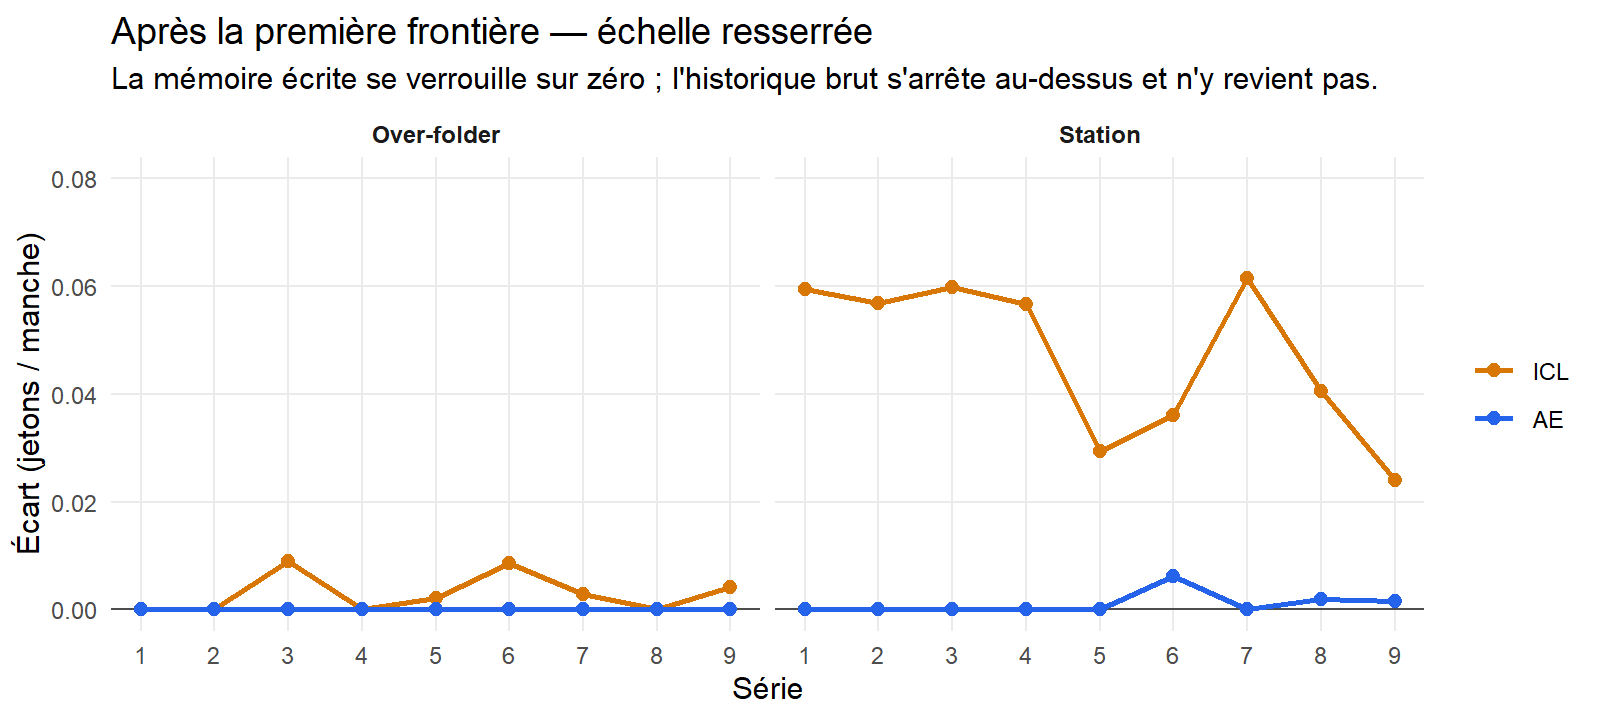 Après la première frontière — échelle resserrée
La mémoire écrite se verrouille sur zéro ; l'historique brut s'arrête au-dessus et n'y revient pas.
Over-folder
Station
Écart (jetons / manche)
0.08
0.06
0.04
0.02
0.00
1 2 3 4 5 6 7 8 9
1 2 3 4 5 6 7 8 9
Série
ICL
AE